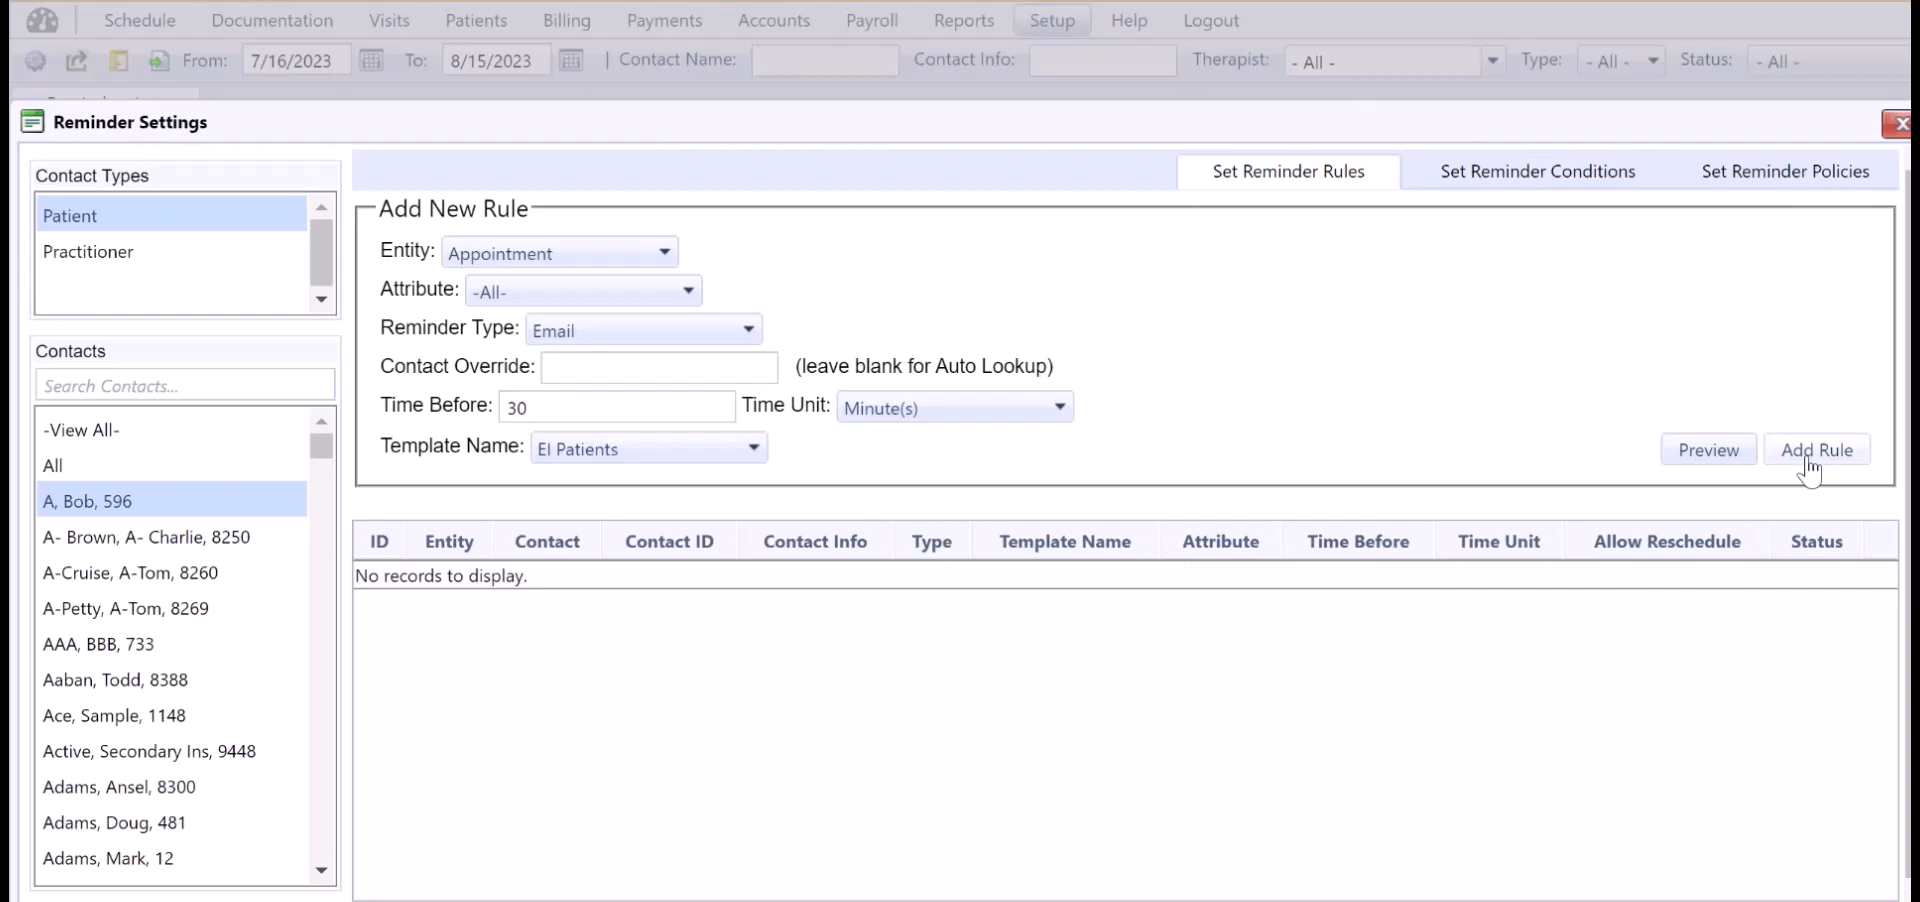 Schedule Documentation Visits Patients Billing Payments Accounts Payroll Reports Setup Help Logout
From: 7/16/2023 To: 8/15/2023 | Contact Name: Contact Info: Therapist: - All - Type: - All - Status: - All -
Reminder Settings
X
Contact Types
Patient
Practitioner
Contacts
Search Contacts...
-View All-
All
A, Bob, 596
A- Brown, A- Charlie, 8250
A-Cruise, A-Tom, 8260
A-Petty, A-Tom, 8269
AAA, BBB, 733
Aaban, Todd, 8388
Ace, Sample, 1148
Active, Secondary Ins, 9448
Adams, Ansel, 8300
Adams, Doug, 481
Adams, Mark, 12
Set Reminder Rules Set Reminder Conditions Set Reminder Policies
Add New Rule
Entity: Appointment
Attribute: -All-
Reminder Type: Email
Contact Override: (leave blank for Auto Lookup)
Time Before: 30 Time Unit: Minute(s)
Template Name: EI Patients
Preview Add Rule
ID Entity Contact Contact ID Contact Info Type Template Name Attribute Time Before Time Unit Allow Reschedule Status
No records to display.